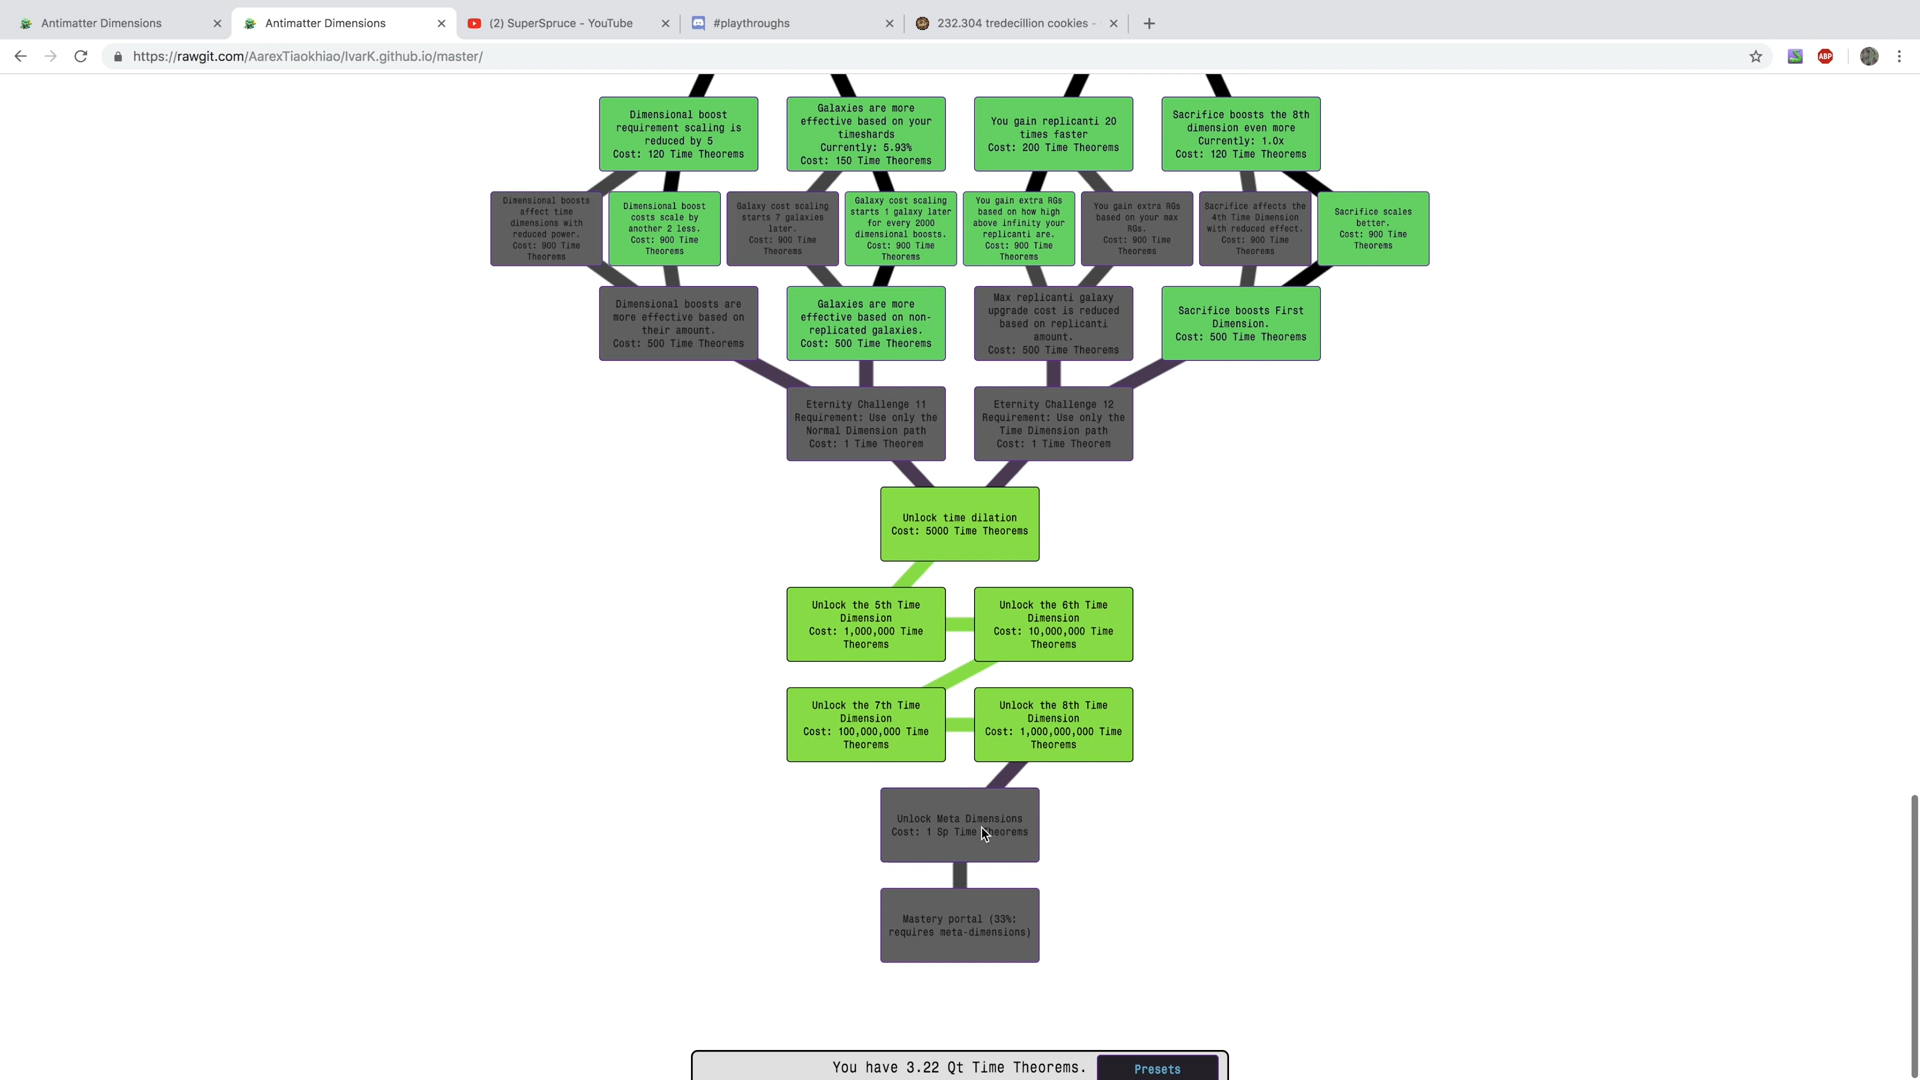 Antimatter Dimensions
Antimatter Dimensions
(2) SuperSpruce - YouTube
#playthroughs
232.304 tredecillion cookies -
https://rawgit.com/AarexTiaokhiao/IvarK.github.io/master/
ABP
Dimensional boost
requirement scaling is
reduced by 5
Cost: 120 Time Theorems
Galaxies are more
effective based on your
timeshards
Currently: 5.93%
Cost: 150 Time Theorems
You gain replicanti 20
times faster
Cost: 200 Time Theorems
Sacrifice boosts the 8th
dimension even more
Currently: 1.0x
Cost: 120 Time Theorems
Dimensional boosts
affect time
dimensions with
reduced power.
Cost: 900 Time
Theorems
Dimensional boost
costs scale by
another 2 less.
Cost: 900 Time
Theorems
Galaxy cost scaling
starts 7 galaxies
later.
Cost: 900 Time
Theorems
Galaxy cost scaling
starts 1 galaxy later
for every 2000
dimensional boosts.
Cost: 900 Time
Theorems
You gain extra RGs
based on how high
above infinity your
replicanti are.
Cost: 900 Time
Theorems
You gain extra RGs
based on your max
RGs.
Cost: 900 Time
Theorems
Sacrifice affects the
4th Time Dimension
with reduced effect.
Cost: 900 Time
Theorems
Sacrifice scales
better.
Cost: 900 Time
Theorems
Dimensional boosts are
more effective based on
their amount.
Cost: 500 Time Theorems
Galaxies are more
effective based on non-
replicated galaxies.
Cost: 500 Time Theorems
Max replicanti galaxy
upgrade cost is reduced
based on replicanti
amount.
Cost: 500 Time Theorems
Sacrifice boosts First
Dimension.
Cost: 500 Time Theorems
Eternity Challenge 11
Requirement: Use only the
Normal Dimension path
Cost: 1 Time Theorem
Eternity Challenge 12
Requirement: Use only the
Time Dimension path
Cost: 1 Time Theorem
Unlock time dilation
Cost: 5000 Time Theorems
Unlock the 5th Time
Dimension
Cost: 1,000,000 Time
Theorems
Unlock the 6th Time
Dimension
Cost: 10,000,000 Time
Theorems
Unlock the 7th Time
Dimension
Cost: 100,000,000 Time
Theorems
Unlock the 8th Time
Dimension
Cost: 1,000,000,000 Time
Theorems
Unlock Meta Dimensions
Cost: 1 Sp Time Theorems
Mastery portal (33%:
requires meta-dimensions)
You have 3.22 Qt Time Theorems.
Presets